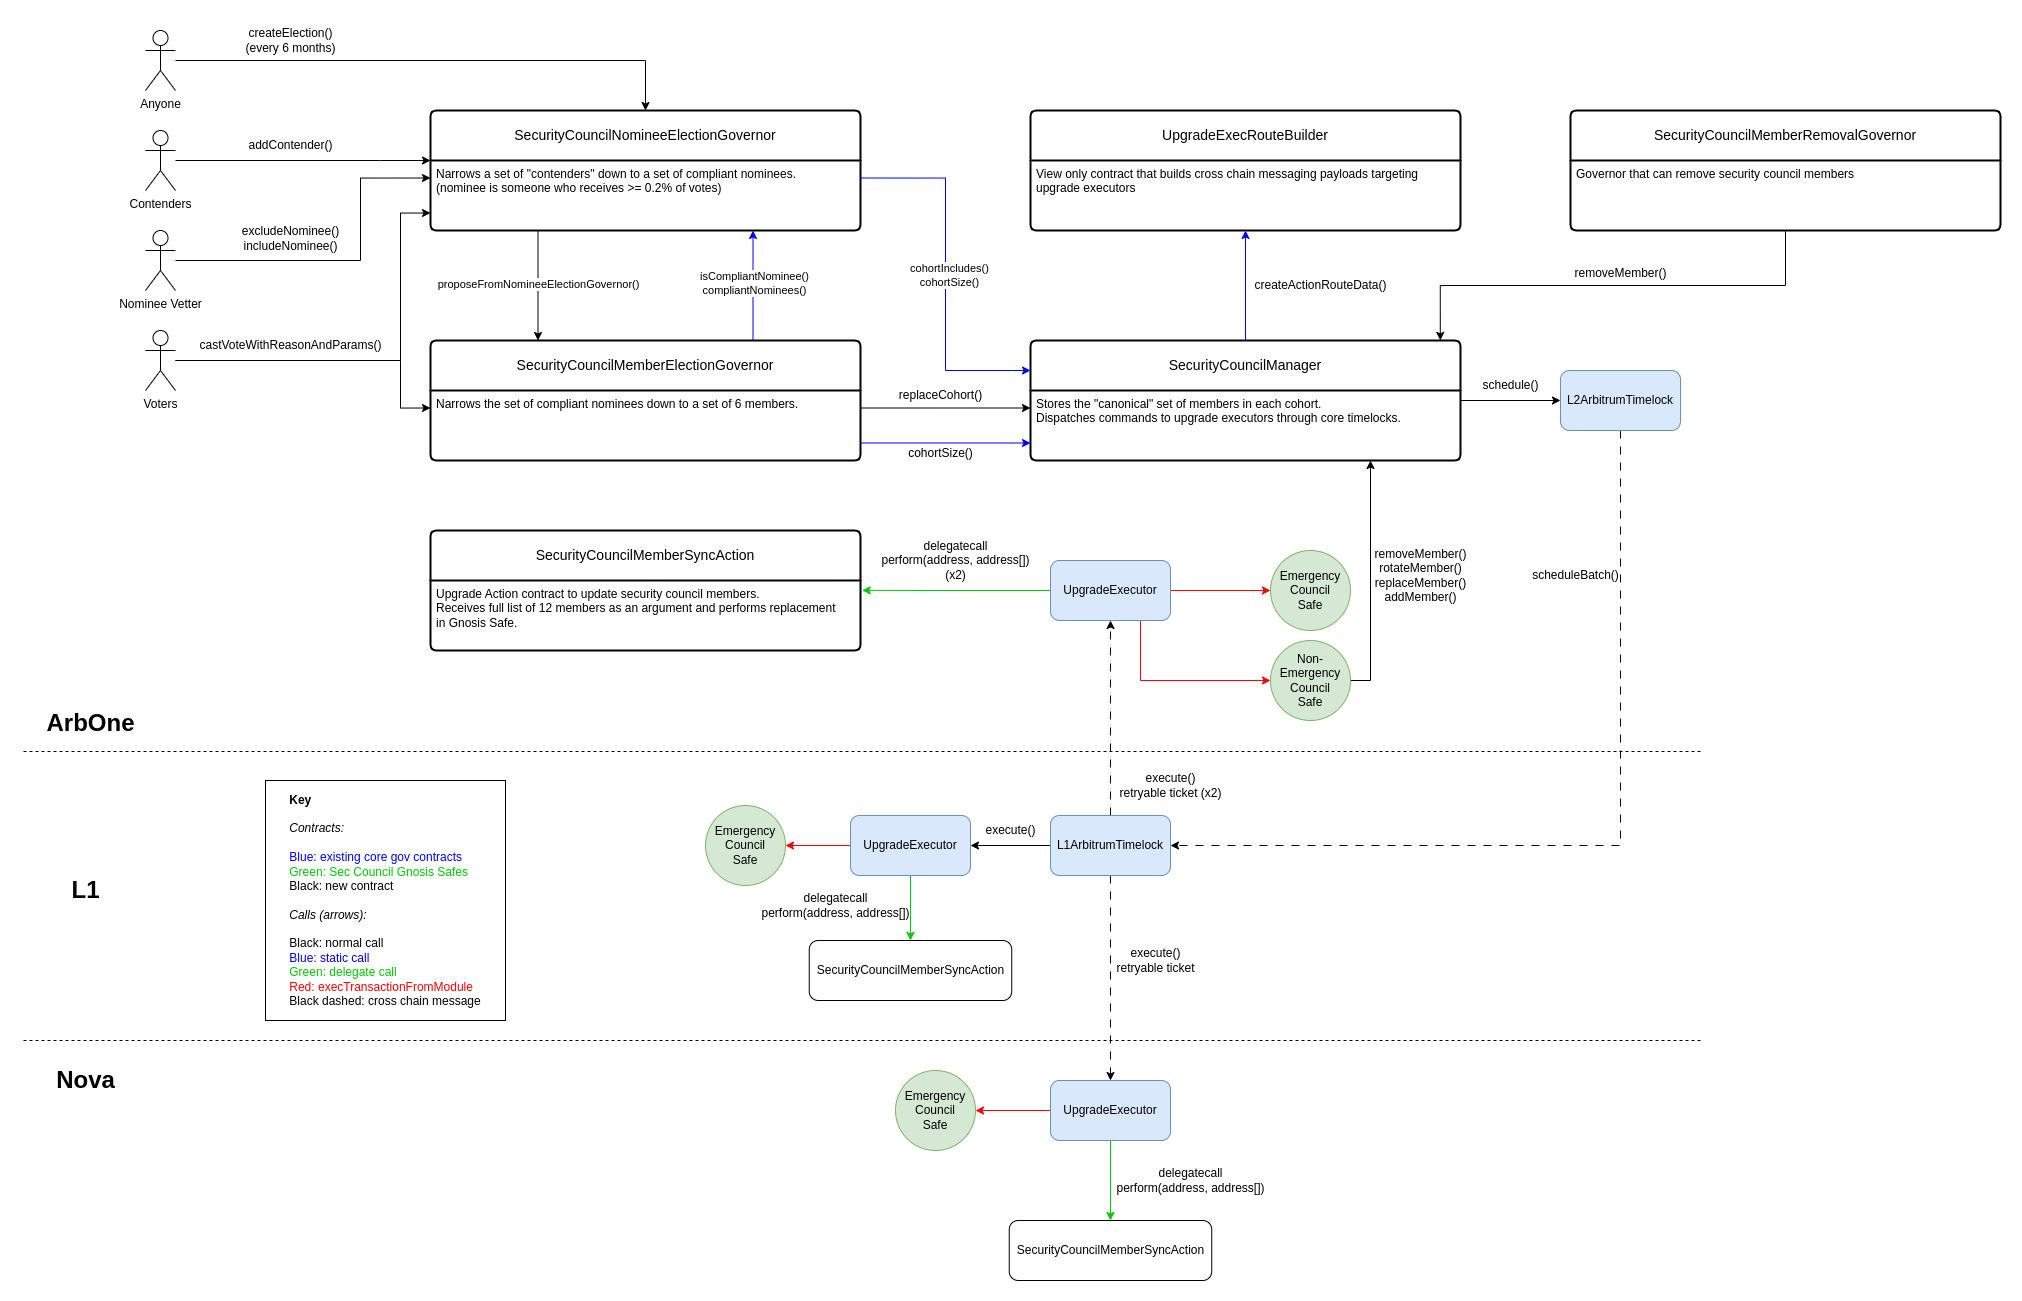 createElection()
(every 6 months)
Anyone
addContender()
Contenders
excludeNominee()
includeNominee()
Nominee Vetter
castVoteWithReasonAndParams()
Voters
SecurityCouncilNomineeElectionGovernor
Narrows a set of "contenders" down to a set of compliant nominees.
(nominee is someone who receives >= 0.2% of votes)
UpgradeExecRouteBuilder
View only contract that builds cross chain messaging payloads targeting
upgrade executors
SecurityCouncilMemberRemovalGovernor
Governor that can remove security council members
proposeFromNomineeElectionGovernor()
isCompliantNominee()
compliantNominees()
cohortIncludes()
cohortSize()
createActionRouteData()
removeMember()
SecurityCouncilMemberElectionGovernor
Narrows the set of compliant nominees down to a set of 6 members.
replaceCohort()
cohortSize()
SecurityCouncilManager
Stores the "canonical" set of members in each cohort.
Dispatches commands to upgrade executors through core timelocks.
schedule()
L2ArbitrumTimelock
SecurityCouncilMemberSyncAction
Upgrade Action contract to update security council members.
Receives full list of 12 members as an argument and performs replacement
in Gnosis Safe.
delegatecall
perform(address, address[])
(x2)
UpgradeExecutor
Emergency
Council
Safe
Non-
Emergency
Council
Safe
removeMember()
rotateMember()
replaceMember()
addMember()
scheduleBatch()
ArbOne
execute()
retryable ticket (x2)
L1
Key
Contracts:
Blue: existing core gov contracts
Green: Sec Council Gnosis Safes
Black: new contract
Calls (arrows):
Black: normal call
Blue: static call
Green: delegate call
Red: execTransactionFromModule
Black dashed: cross chain message
Emergency
Council
Safe
UpgradeExecutor
execute()
L1ArbitrumTimelock
delegatecall
perform(address, address[])
SecurityCouncilMemberSyncAction
execute()
retryable ticket
Nova
Emergency
Council
Safe
UpgradeExecutor
delegatecall
perform(address, address[])
SecurityCouncilMemberSyncAction